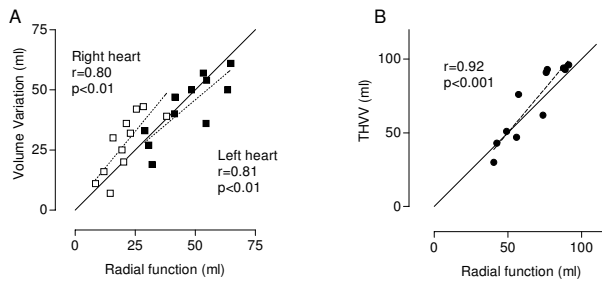 A
Volume Variation (ml)
75
50
25
0
Right heart
r=0.80
p<0.01
Left heart
r=0.81
p<0.01
0 25 50 75
Radial function (ml)
B
THVV (ml)
100
50
0
r=0.92
p<0.001
0 50 100
Radial function (ml)